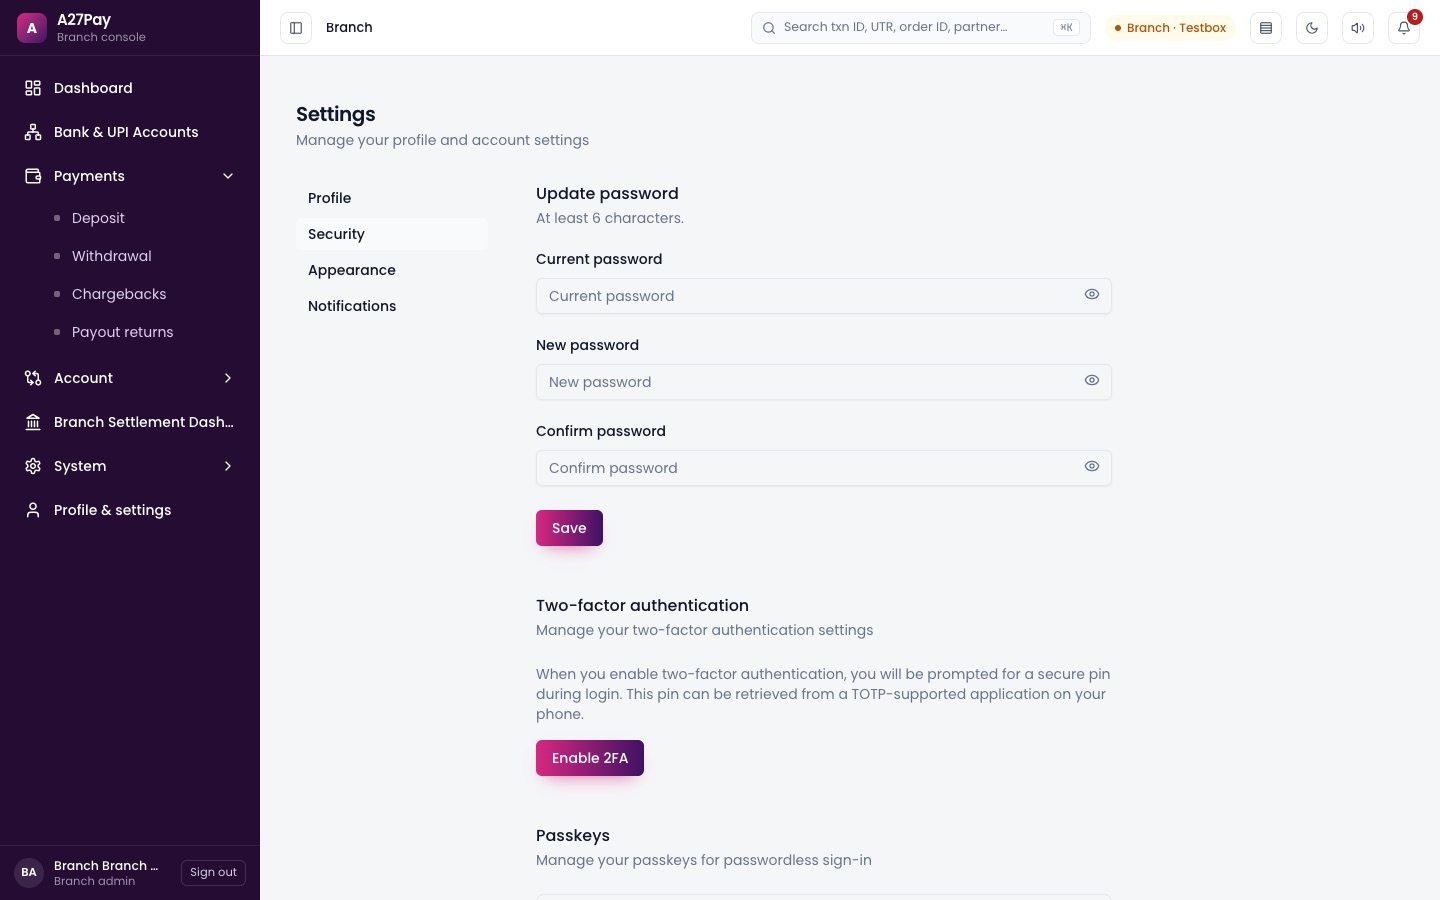 A
A27Pay
Branch console
Dashboard
Bank & UPI Accounts
Payments
Deposit
Withdrawal
Chargebacks
Payout returns
Account
Branch Settlement Dash...
System
Profile & settings
BA
Branch Branch ...
Branch admin
Sign out
Branch
Search txn ID, UTR, order ID, partner...
⌘K
Branch · Testbox
9
Settings
Manage your profile and account settings
Profile
Security
Appearance
Notifications
Update password
At least 6 characters.
Current password
Current password
New password
New password
Confirm password
Confirm password
Save
Two-factor authentication
Manage your two-factor authentication settings
When you enable two-factor authentication, you will be prompted for a secure pin
during login. This pin can be retrieved from a TOTP-supported application on your
phone.
Enable 2FA
Passkeys
Manage your passkeys for passwordless sign-in